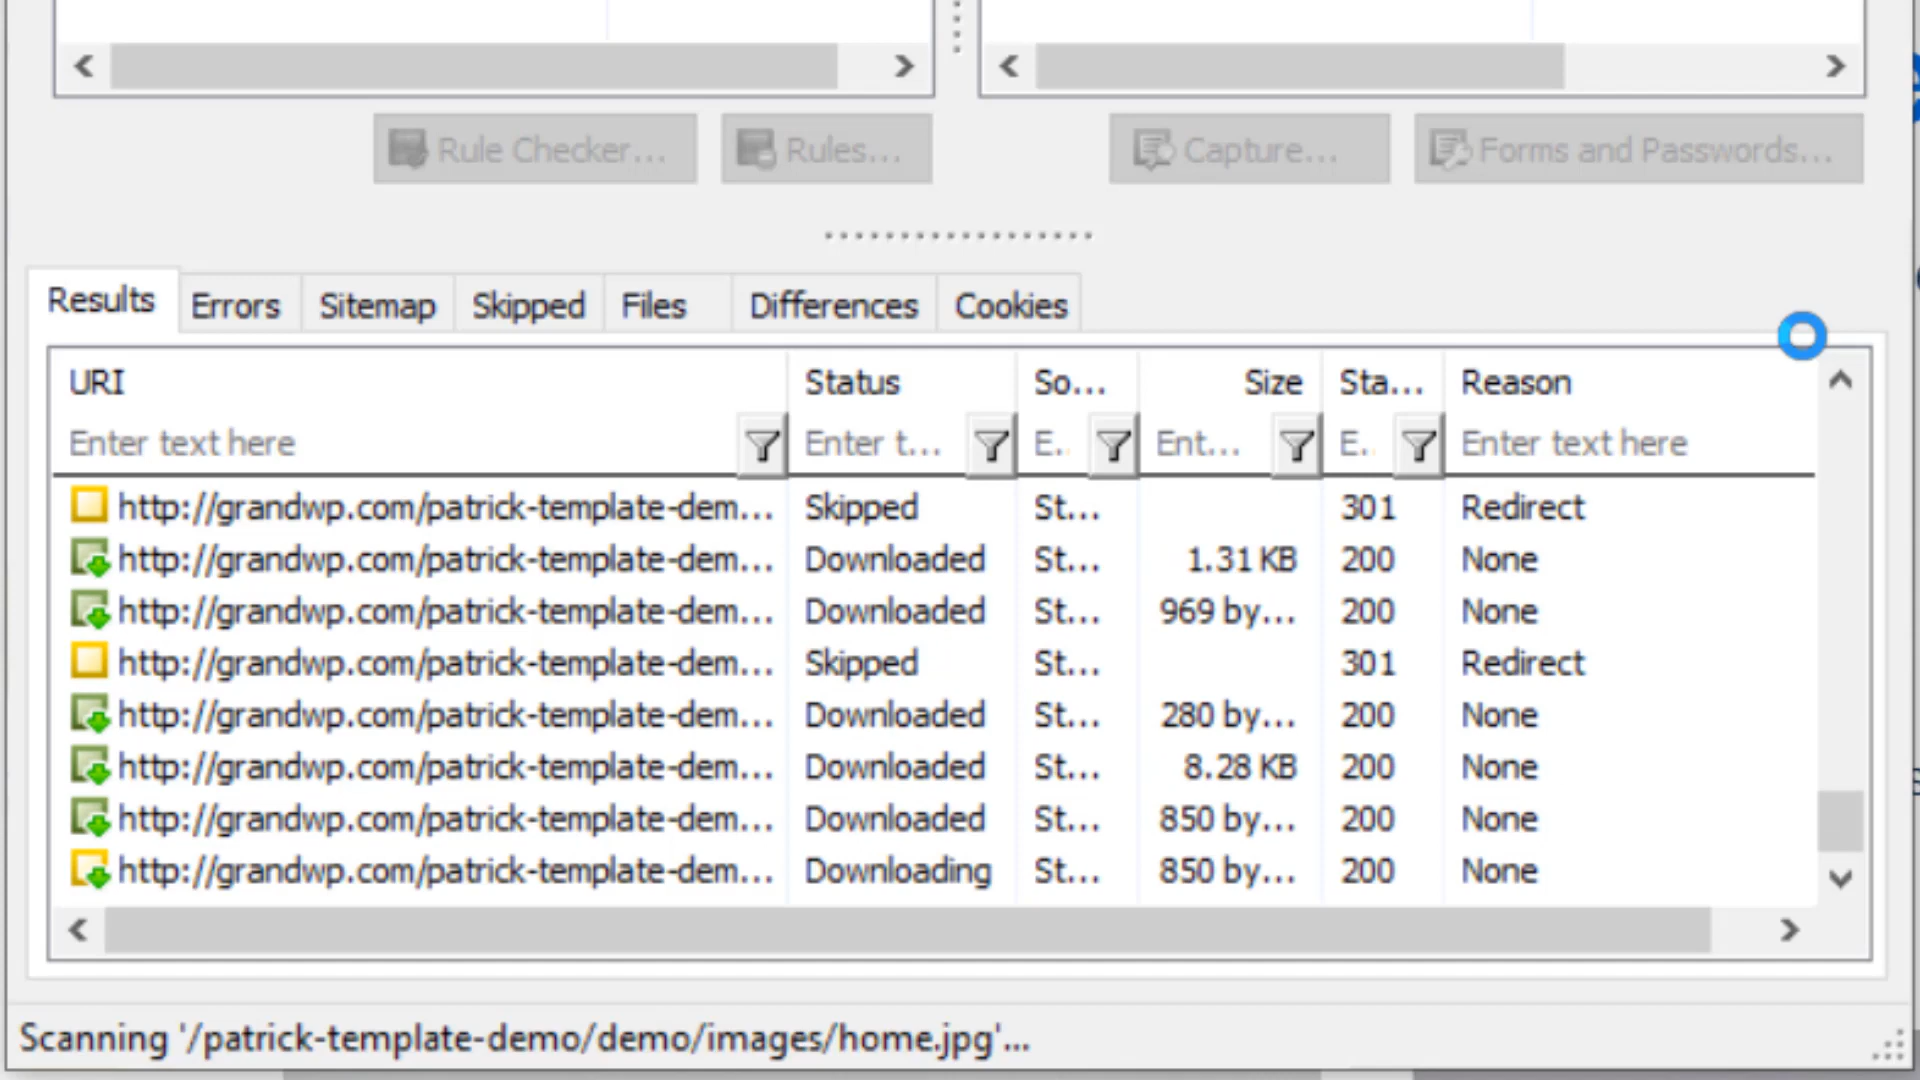 Rule Checker... Rules... Capture... Forms and Passwords...
Results Errors Sitemap Skipped Files Differences Cookies
URI Status So... Size Sta... Reason
Enter text here Enter t... E. Ent... E. Enter text here
http://grandwp.com/patrick-template-dem... Skipped St... 301 Redirect
http://grandwp.com/patrick-template-dem... Downloaded St... 1.31 KB 200 None
http://grandwp.com/patrick-template-dem... Downloaded St... 969 by... 200 None
http://grandwp.com/patrick-template-dem... Skipped St... 301 Redirect
http://grandwp.com/patrick-template-dem... Downloaded St... 280 by... 200 None
http://grandwp.com/patrick-template-dem... Downloaded St... 8.28 KB 200 None
http://grandwp.com/patrick-template-dem... Downloaded St... 850 by... 200 None
http://grandwp.com/patrick-template-dem... Downloading St... 850 by... 200 None
Scanning '/patrick-template-demo/demo/images/home.jpg'...